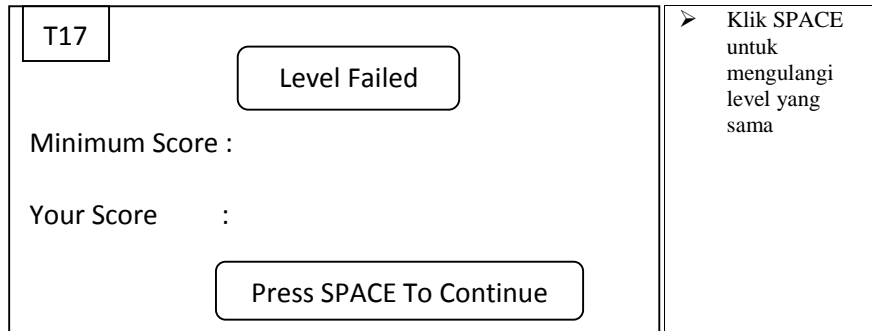 T17
Level Failed
Minimum Score :
Your Score :
Press SPACE To Continue
➢ Klik SPACE
untuk
mengulangi
level yang
sama